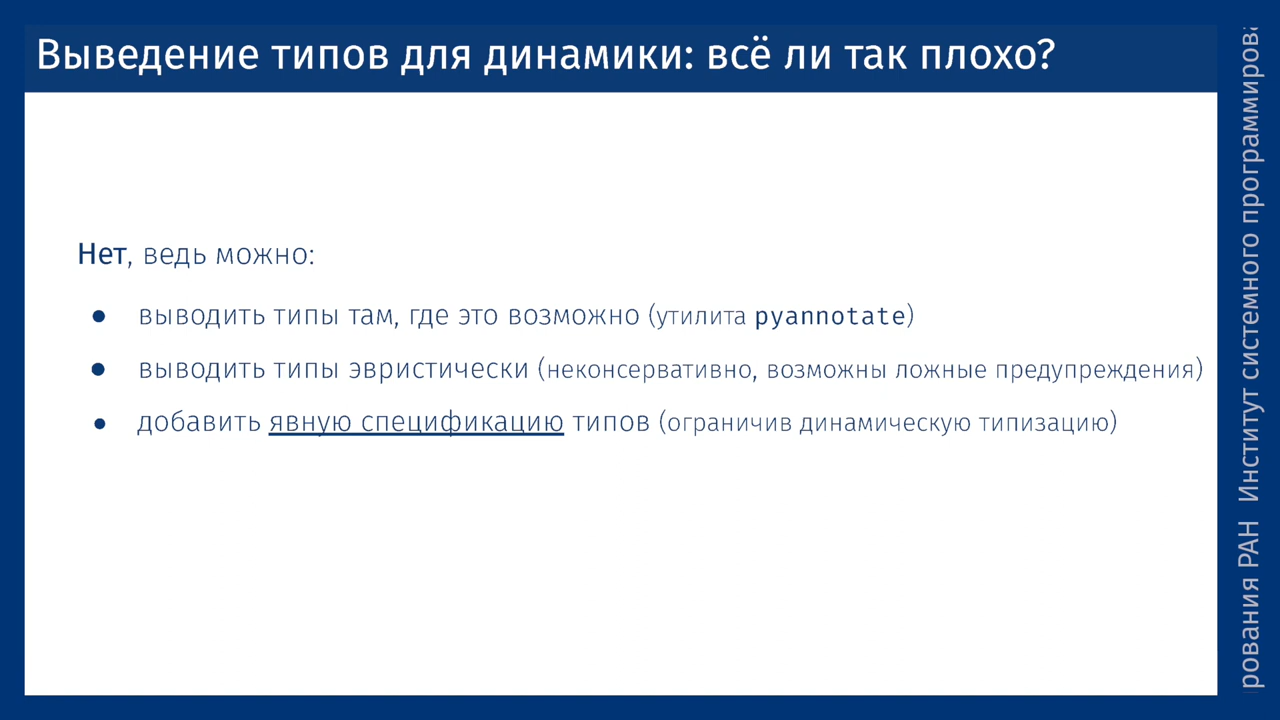 Выведение типов для динамики: всё ли так плохо?
Нет, ведь можно:
● выводить типы там, где это возможно (утилита pyannotate)
● выводить типы эвристически (неконсервативно, возможны ложные предупреждения)
● добавить явную спецификацию типов (ограничив динамическую типизацию)
рования РАН Институт системного программирова